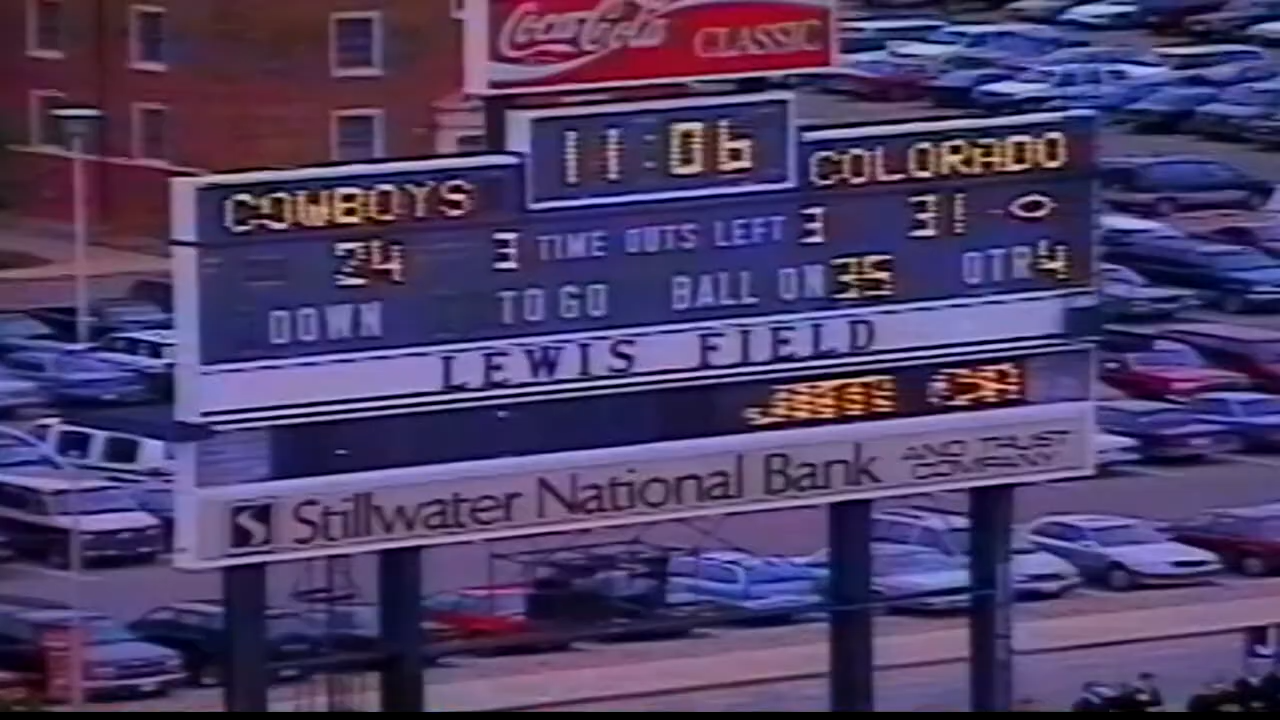 Coca-Cola
CLASSIC
11:06
COWBOYS COLORADO
24 3 TIME OUTS LEFT 3 31
DOWN TO GO BALL ON 35 QTR 4
LEWIS FIELD
Stillwater National Bank AND TRUST COMPANY